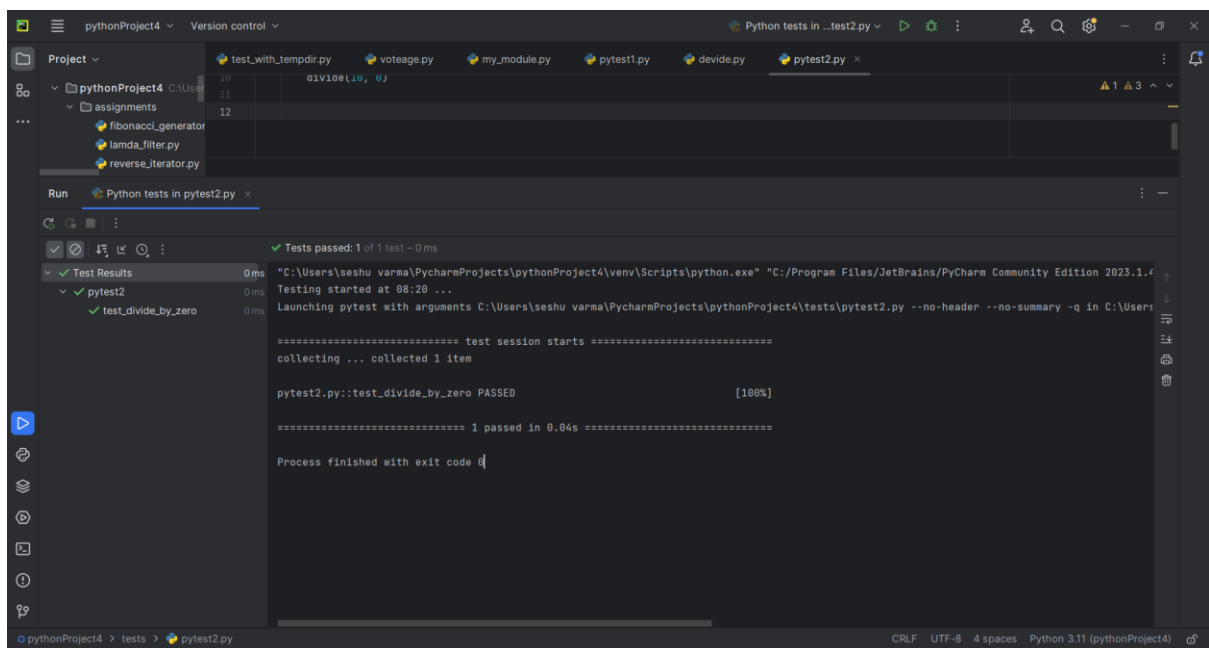 pythonProject4 Version control Python tests in ...test2.py
Project test_with_tempdir.py voteage.py my_module.py pytest1.py devide.py pytest2.py
10 divide(10, 0)
pythonProject4 C:\User 11 1 3
assignments 12
fibonacci_generator
lamda_filter.py
reverse_iterator.py
Run Python tests in pytest2.py
Tests passed: 1 of 1 test – 0 ms
Test Results 0 ms
pytest2 0 ms
test_divide_by_zero 0 ms
"C:\Users\seshu varma\PycharmProjects\pythonProject4\venv\Scripts\python.exe" "C:/Program Files/JetBrains/PyCharm Community Edition 2023.1.4
Testing started at 08:20 ...
Launching pytest with arguments C:\Users\seshu varma\PycharmProjects\pythonProject4\tests\pytest2.py --no-header --no-summary -q in C:\Users
============================= test session starts =============================
collecting ... collected 1 item
pytest2.py::test_divide_by_zero PASSED [100%]
============================== 1 passed in 0.04s ==============================
Process finished with exit code 0
pythonProject4 > tests > pytest2.py CRLF UTF-8 4 spaces Python 3.11 (pythonProject4)